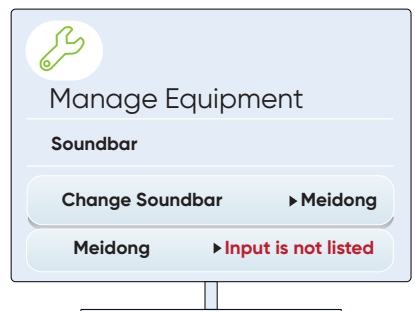 Manage Equipment
Soundbar
Change Soundbar ▸Meidong
Meidong ▸Input is not listed